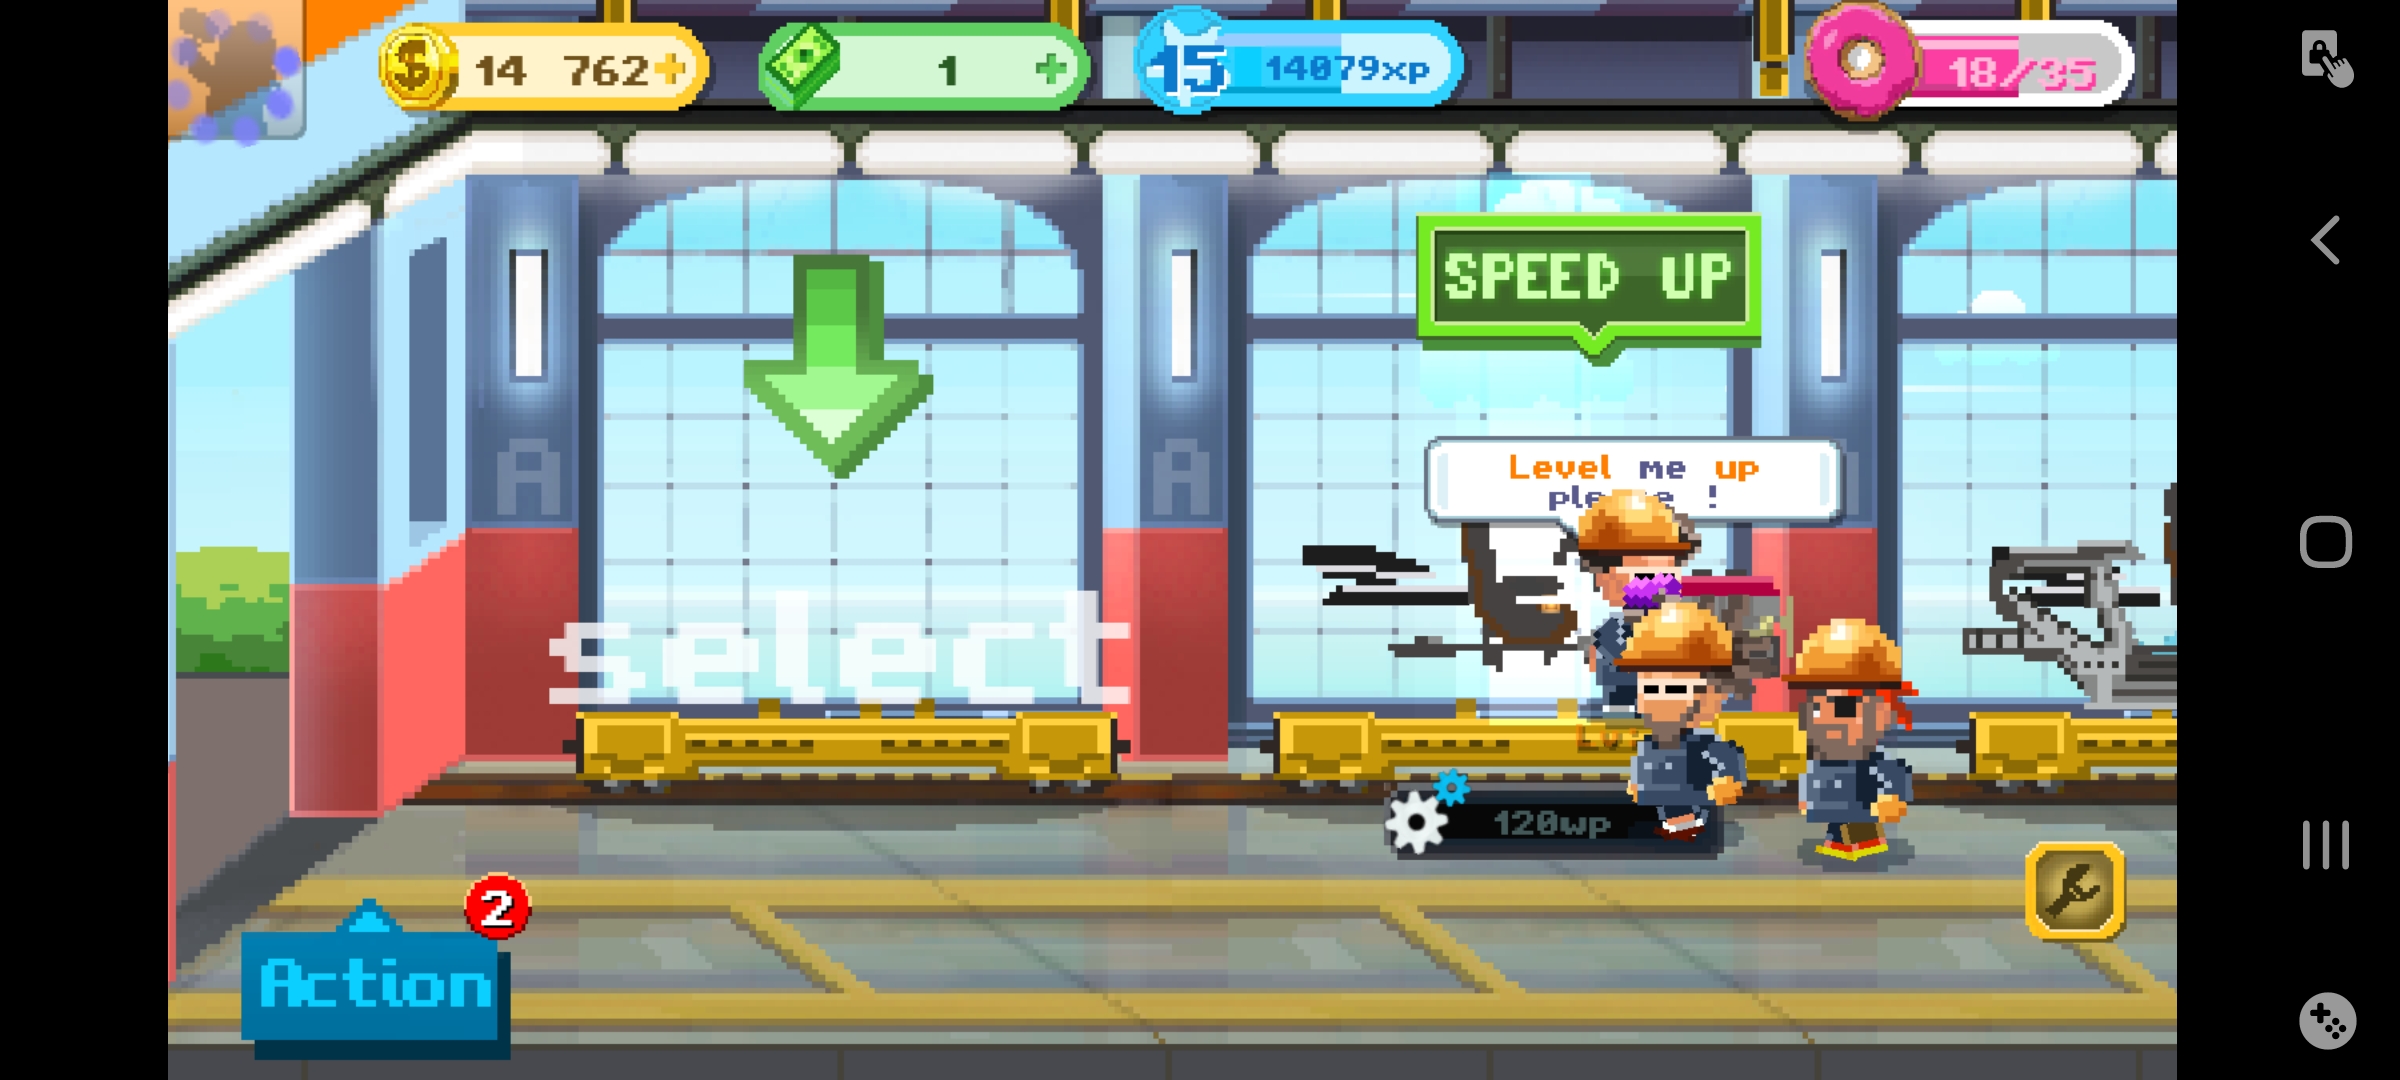 14 762
1
15 14079xp
18/35
SPEED UP
A
A
Level me up
!
select
120wp
2
Action